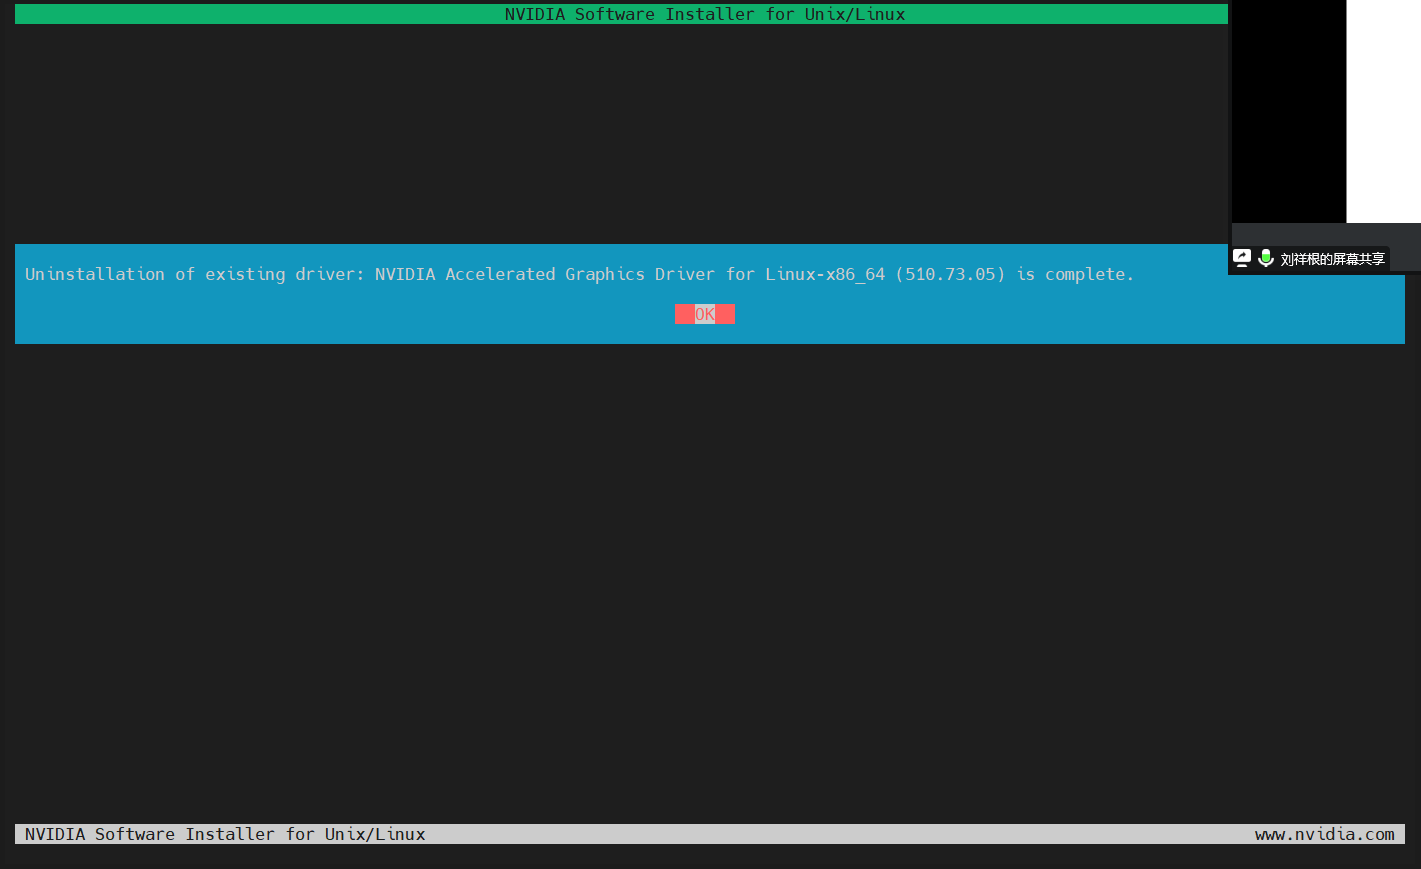 NVIDIA Software Installer for Unix/Linux
刘祥根的屏幕共享
Uninstallation of existing driver: NVIDIA Accelerated Graphics Driver for Linux-x86_64 (510.73.05) is complete.
OK
NVIDIA Software Installer for Unix/Linux www.nvidia.com